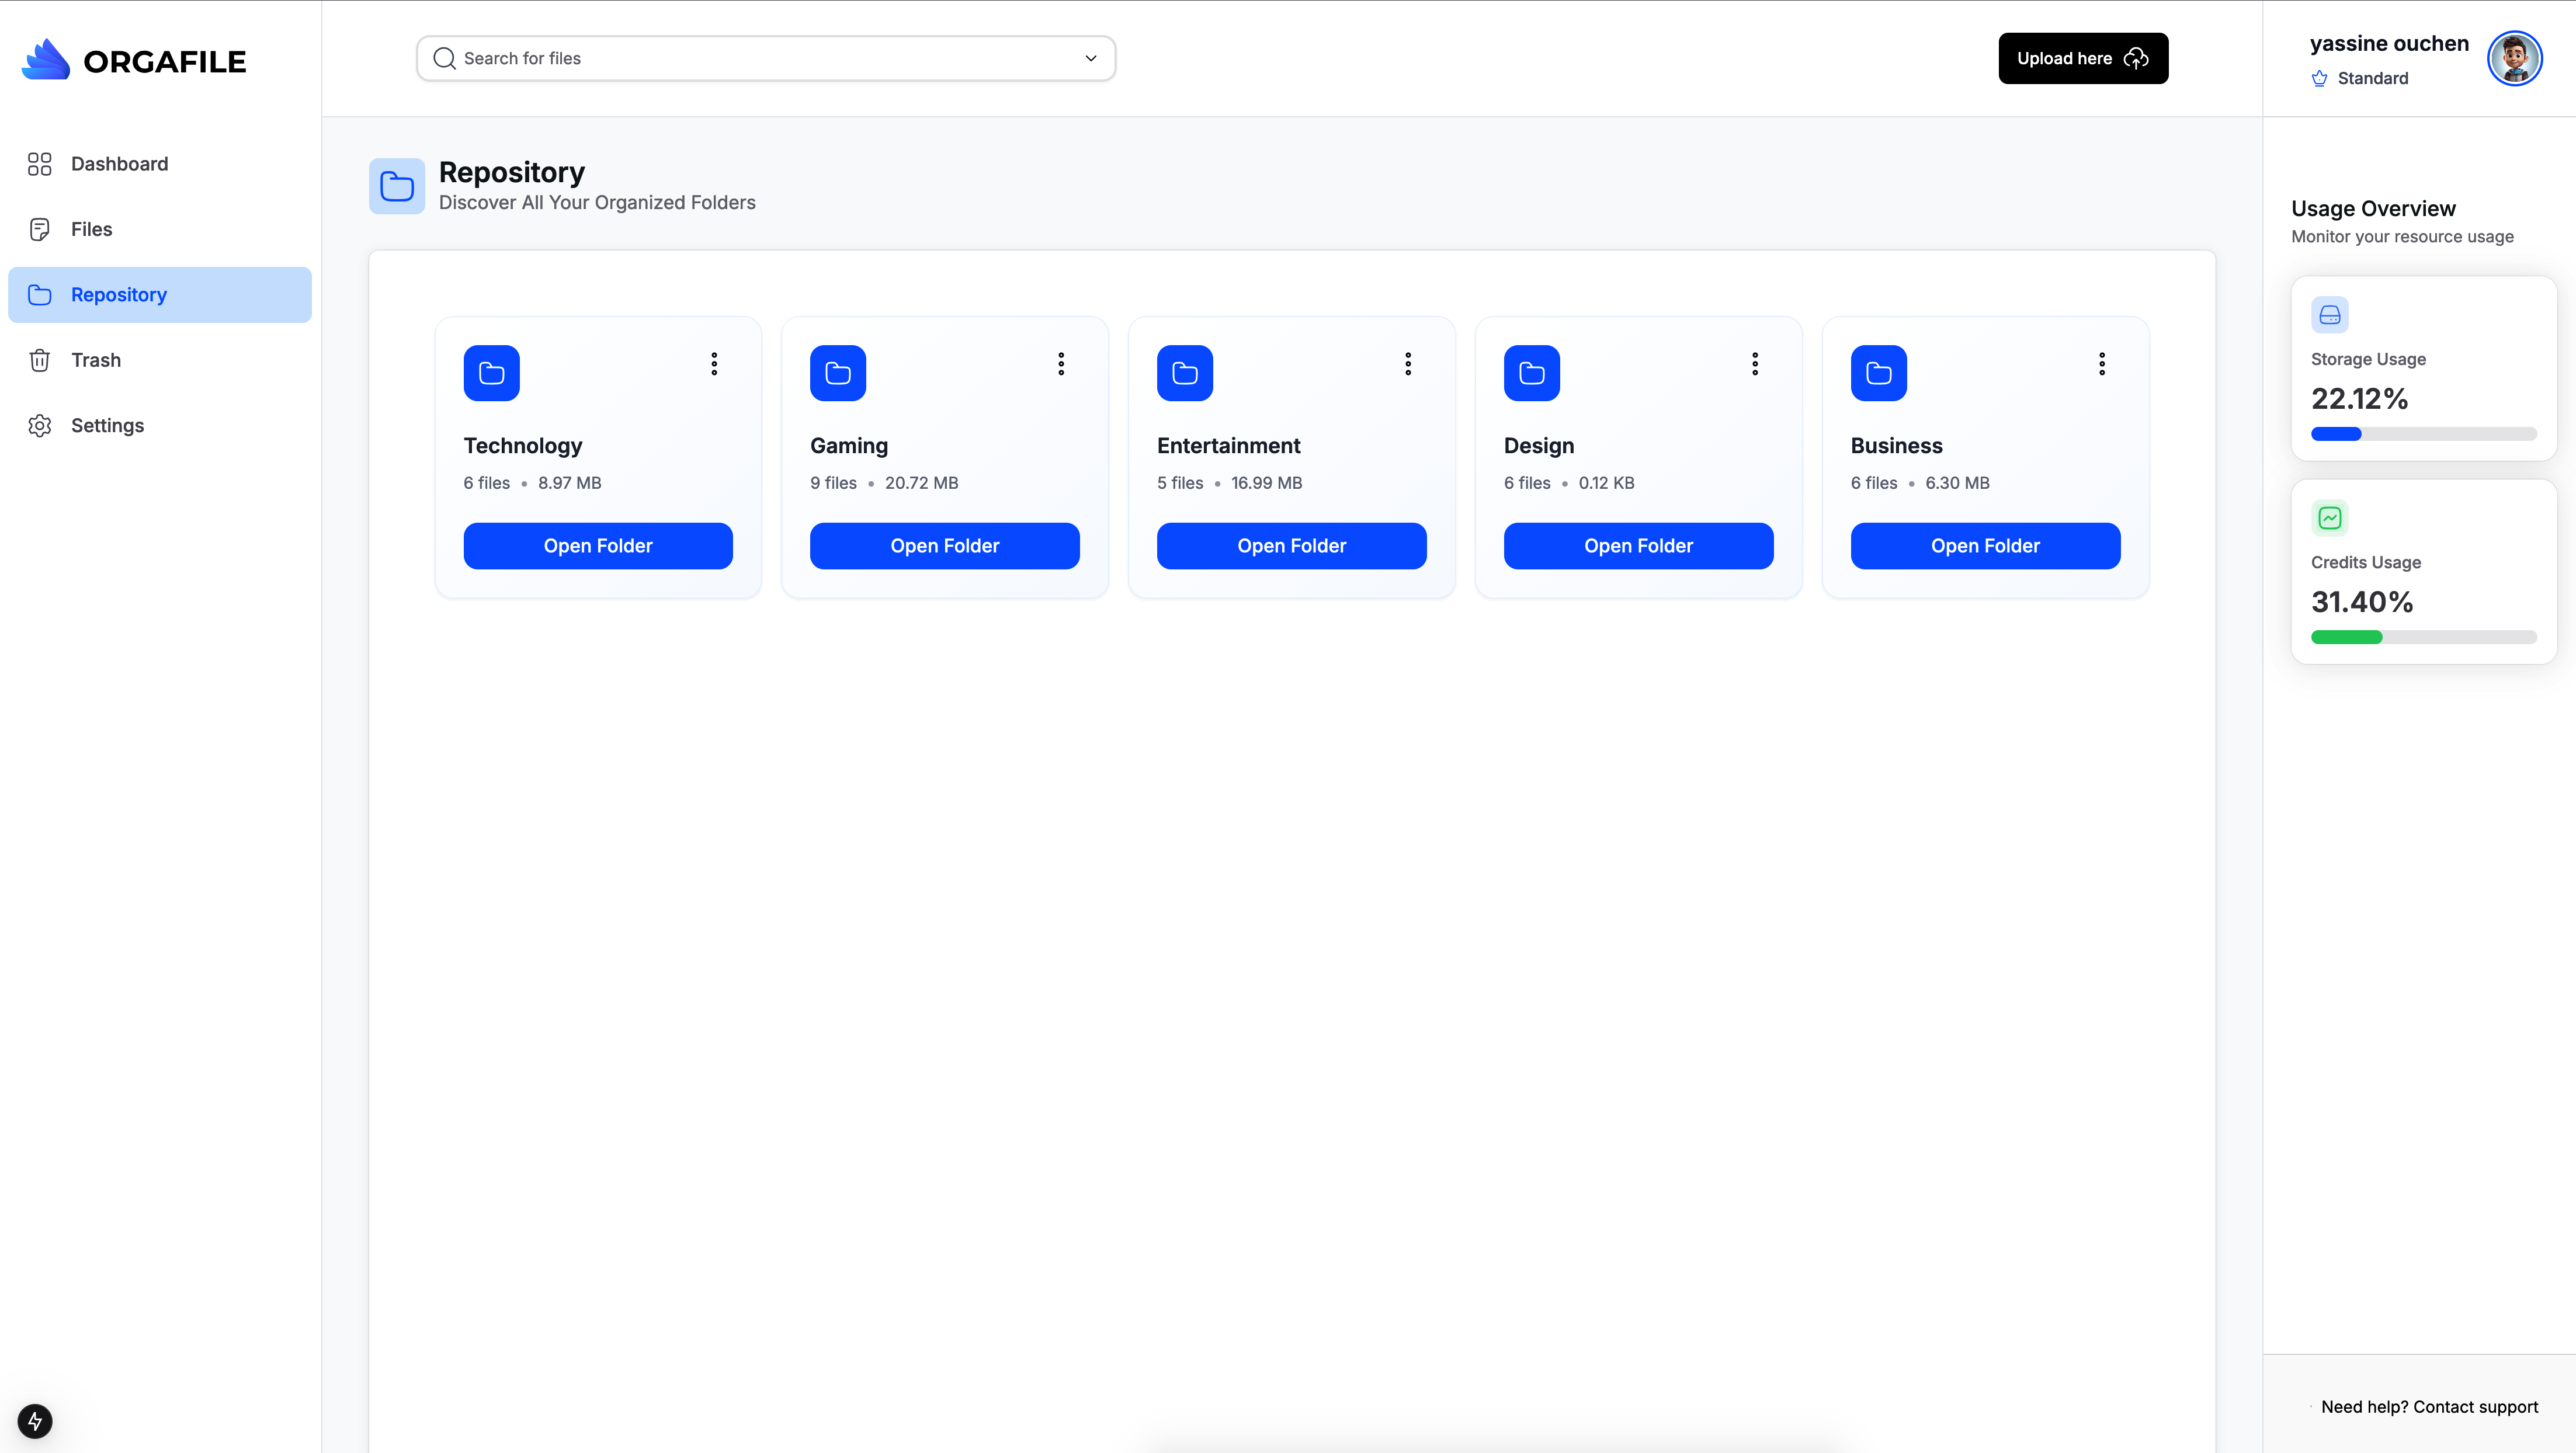 ORGAFILE
Dashboard
Files
Repository
Trash
Settings
Search for files
Upload here
yassine ouchen
Standard
Repository
Discover All Your Organized Folders
Technology
6 files • 8.97 MB
Open Folder
Gaming
9 files • 20.72 MB
Open Folder
Entertainment
5 files • 16.99 MB
Open Folder
Design
6 files • 0.12 KB
Open Folder
Business
6 files • 6.30 MB
Open Folder
Usage Overview
Monitor your resource usage
Storage Usage
22.12%
Credits Usage
31.40%
Need help? Contact support